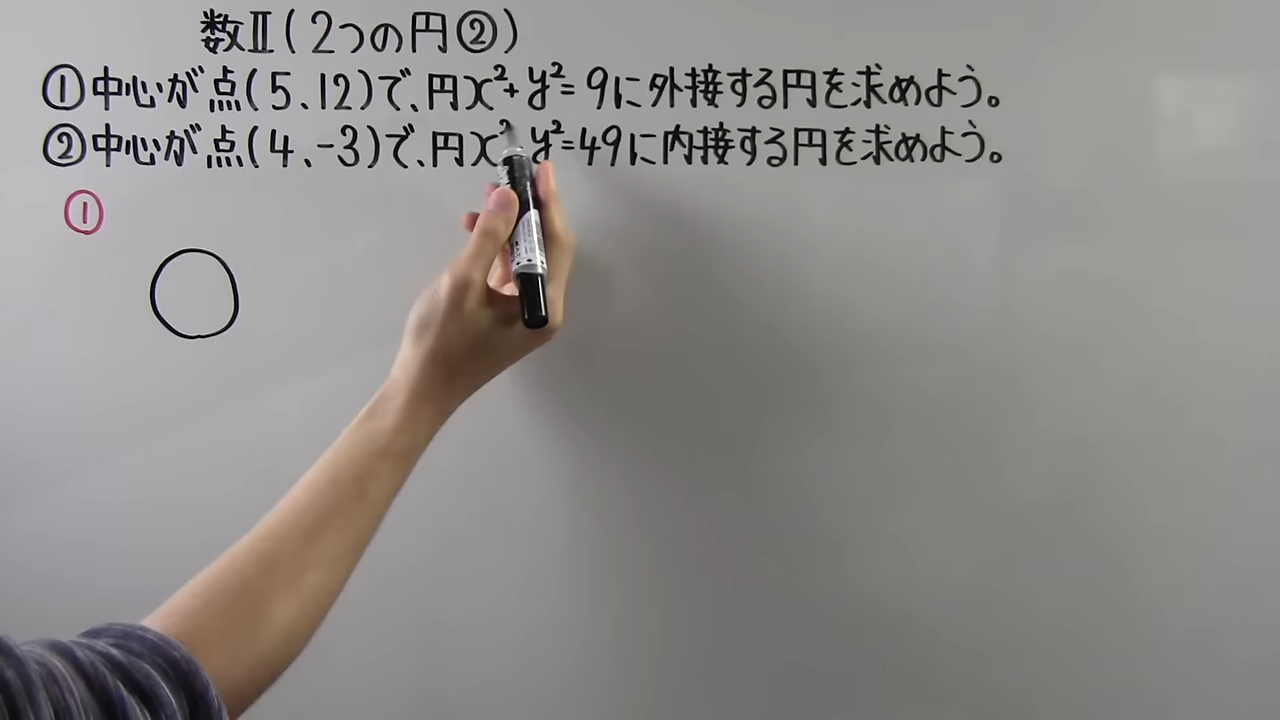 数Ⅱ(2つの円②)
①中心が点(5、12)で、円x²+y²=9に外接する円を求めよう。
②中心が点(4、-3)で、円x² y²=49に内接する円を求めよう。
①